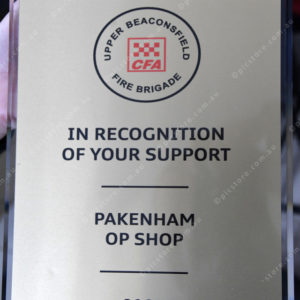 UPPER BEACONSFIELD
CFA
FIRE BRIGADE
IN RECOGNITION
OF YOUR SUPPORT
PAKENHAM
OP SHOP